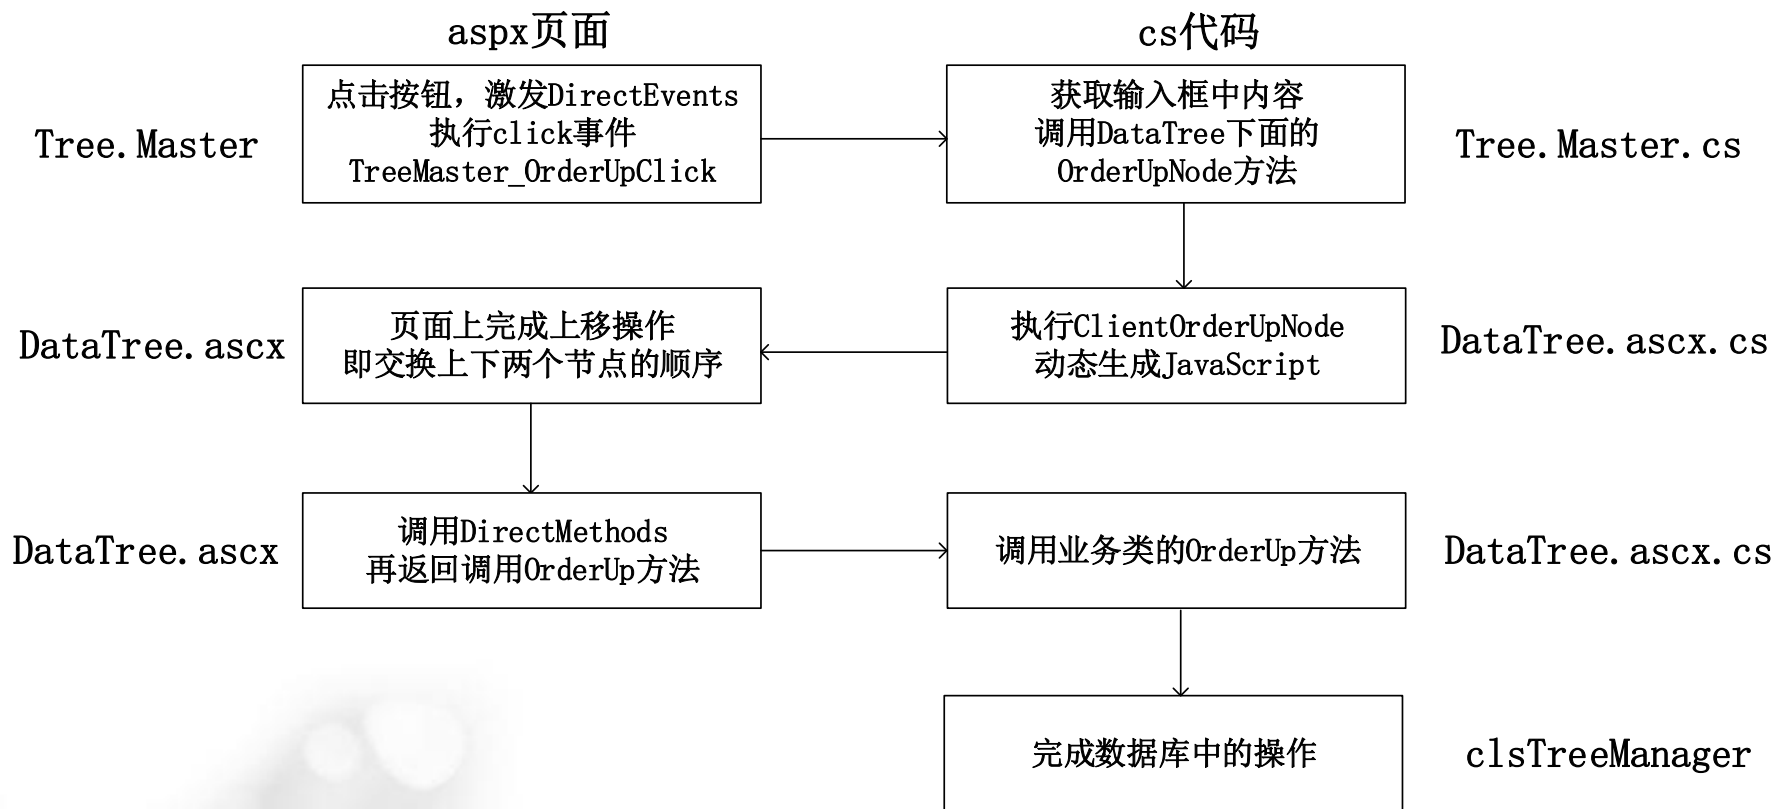 aspx页面
cs代码
Tree.Master
点击按钮，激发DirectEvents
执行click事件
TreeMaster_OrderUpClick
获取输入框中内容
调用DataTree下面的
OrderUpNode方法
Tree.Master.cs
DataTree.ascx
页面上完成上移操作
即交换上下两个节点的顺序
执行ClientOrderUpNode
动态生成JavaScript
DataTree.ascx.cs
DataTree.ascx
调用DirectMethods
再返回调用OrderUp方法
调用业务类的OrderUp方法
DataTree.ascx.cs
完成数据库中的操作
clsTreeManager